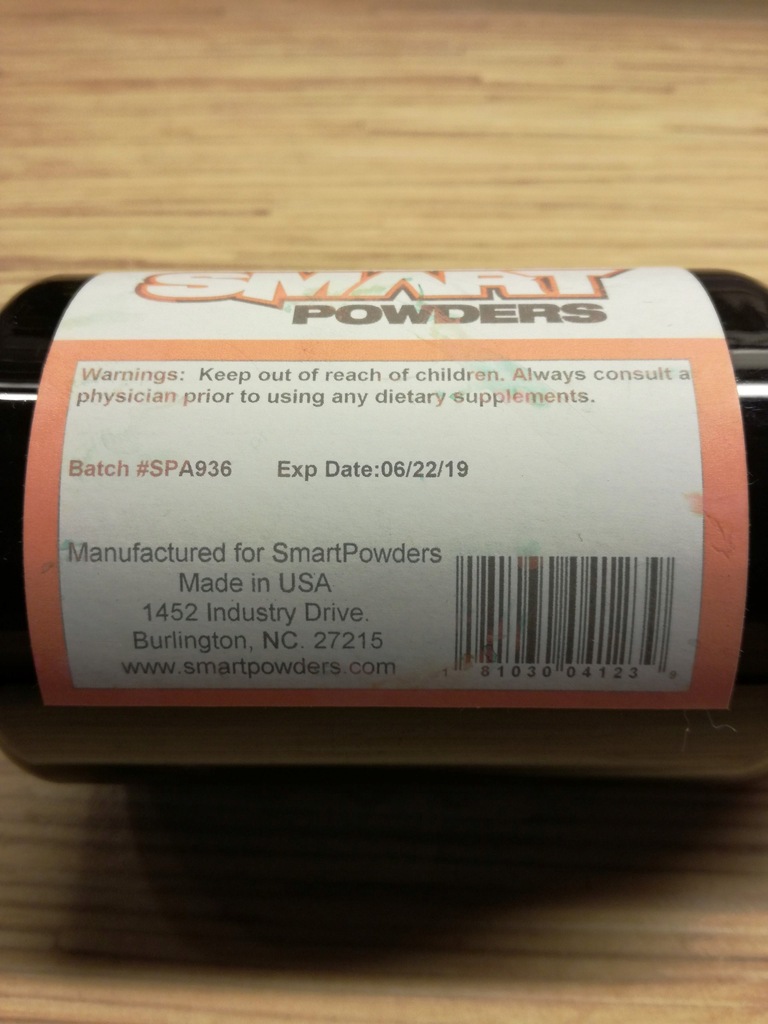 SMART
POWDERS
Warnings: Keep out of reach of children. Always consult a
physician prior to using any dietary supplements.
Batch #SPA936 Exp Date:06/22/19
Manufactured for SmartPowders
Made in USA
1452 Industry Drive.
Burlington, NC. 27215
www.smartpowders.com
1 81030 04123 9